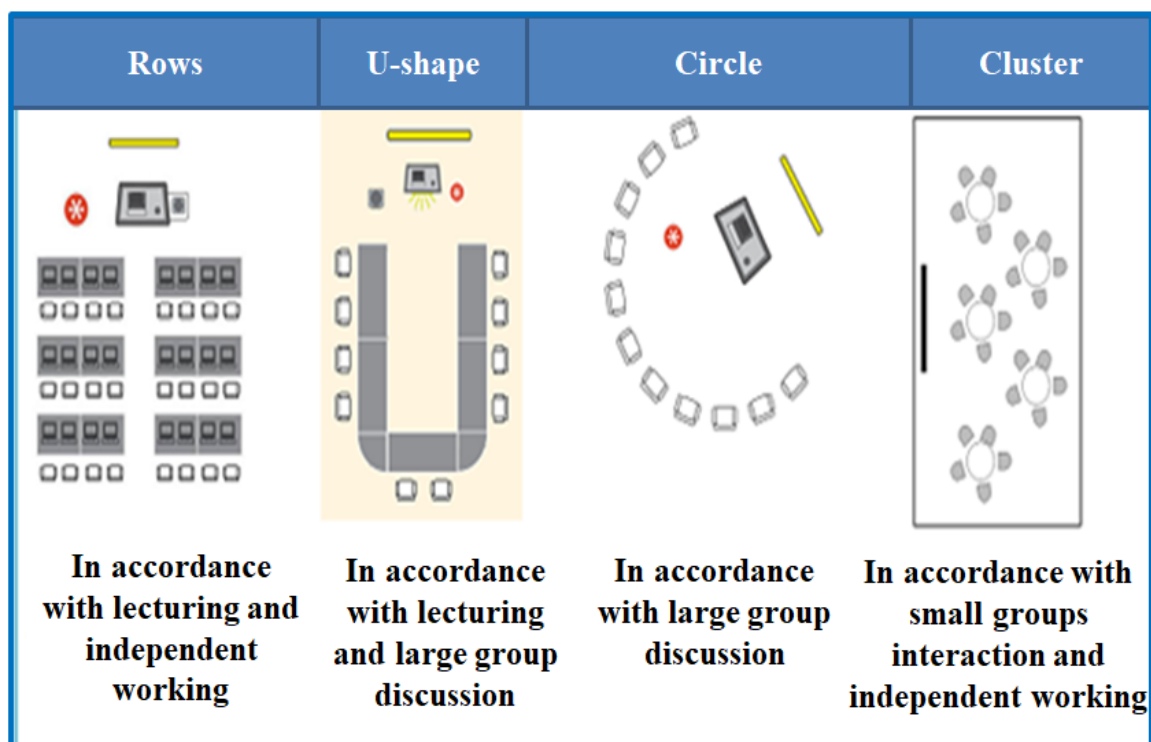 Rows
U-shape
Circle
Cluster
In accordance
with lecturing and
independent
working
In accordance
with lecturing
and large group
discussion
In accordance
with large group
discussion
In accordance with
small groups
interaction and
independent working